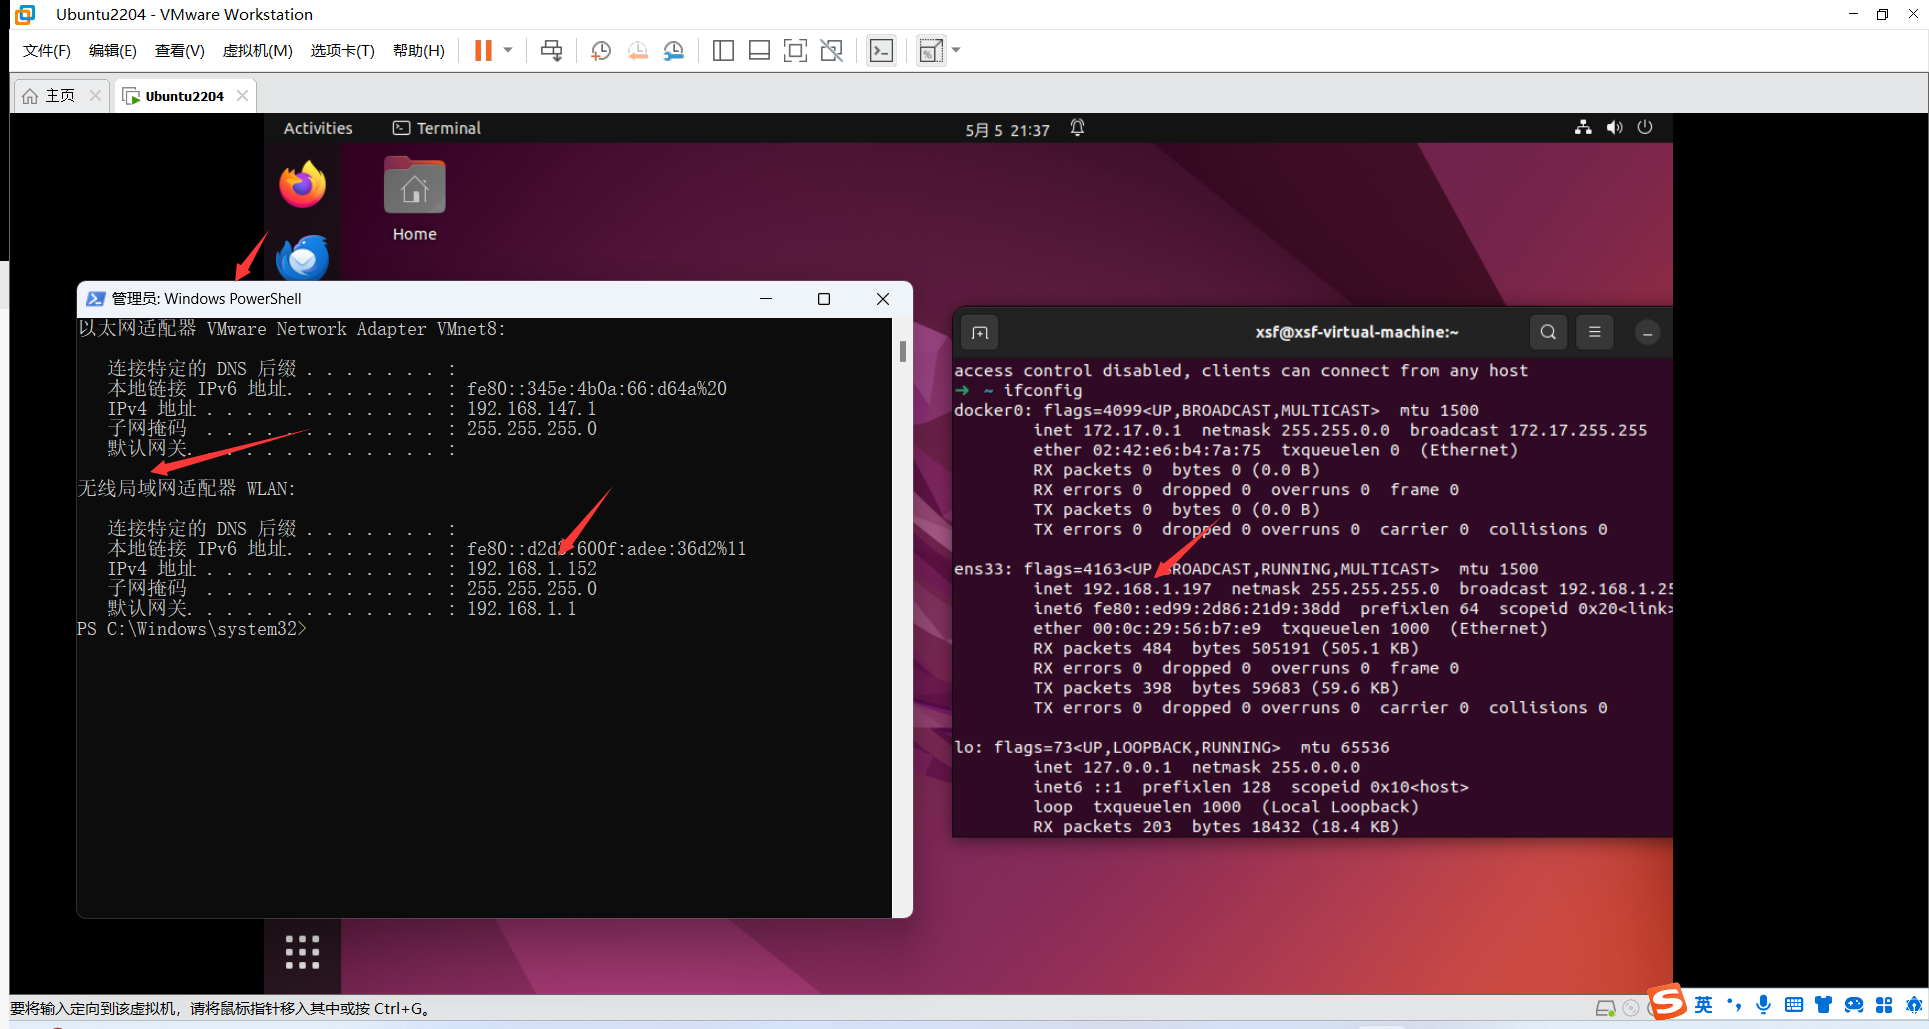 Ubuntu2204 - VMware Workstation
文件(F) 编辑(E) 查看(V) 虚拟机(M) 选项卡(T) 帮助(H)
主页 Ubuntu2204
Activities Terminal 5月 5 21:37
Home
管理员: Windows PowerShell
以太网适配器 VMware Network Adapter VMnet8:
连接特定的 DNS 后缀 . . . . . . . :
本地链接 IPv6 地址. . . . . . . . : fe80::345e:4b0a:66:d64a%20
IPv4 地址 . . . . . . . . . . . . : 192.168.147.1
子网掩码 . . . . . . . . . . . . : 255.255.255.0
默认网关. . . . . . . . . . . . . :
无线局域网适配器 WLAN:
连接特定的 DNS 后缀 . . . . . . . :
本地链接 IPv6 地址. . . . . . . . :
IPv4 地址 . . . . . . . . . . . . : 192.168.1.152
子网掩码 . . . . . . . . . . . . : 255.255.255.0
默认网关. . . . . . . . . . . . . : 192.168.1.1
PS C:\Windows\system32>
xsf@xsf-virtual-machine:~
access control disabled, clients can connect from any host
➜ ~ ifconfig
docker0: flags=4099<UP,BROADCAST,MULTICAST> mtu 1500
inet 172.17.0.1 netmask 255.255.0.0 broadcast 172.17.255.255
ether 02:42:e6:b4:7a:75 txqueuelen 0 (Ethernet)
RX packets 0 bytes 0 (0.0 B)
RX errors 0 dropped 0 overruns 0 frame 0
TX packets 0 bytes 0 (0.0 B)
TX errors 0 dropped 0 overruns 0 carrier 0 collisions 0
ens33: flags=4163<UP,BROADCAST,RUNNING,MULTICAST> mtu 1500
inet 192.168.1.197 netmask 255.255.255.0 broadcast 192.168.1.25
inet6 fe80::ed99:2d86:21d9:38dd prefixlen 64 scopeid 0x20<link>
ether 00:0c:29:56:b7:e9 txqueuelen 1000 (Ethernet)
RX packets 484 bytes 505191 (505.1 KB)
RX errors 0 dropped 0 overruns 0 frame 0
TX packets 398 bytes 59683 (59.6 KB)
TX errors 0 dropped 0 overruns 0 carrier 0 collisions 0
lo: flags=73<UP,LOOPBACK,RUNNING> mtu 65536
inet 127.0.0.1 netmask 255.0.0.0
inet6 ::1 prefixlen 128 scopeid 0x10<host>
loop txqueuelen 1000 (Local Loopback)
RX packets 203 bytes 18432 (18.4 KB)
要将输入定向到该虚拟机，请将鼠标指针移入其中或按 Ctrl+G。
英